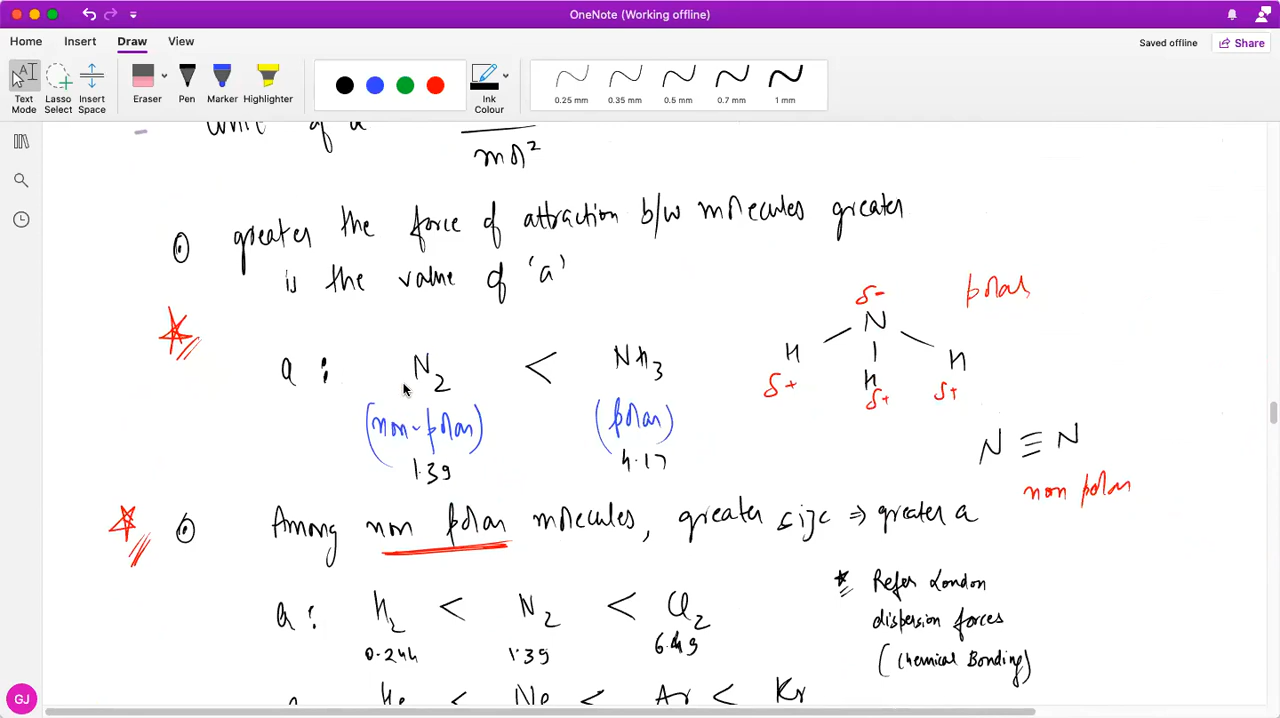 OneNote (Working offline)
Home Insert Draw View
Saved offline
Share
Text Mode
Lasso Select
Insert Space
Eraser
Pen
Marker
Highlighter
Ink Colour
0.25 mm
0.35 mm
0.5 mm
0.7 mm
1 mm
unit of a
mol²
⊙ greater the force of attraction b/w molecules greater
is the value of 'a'
δ- polar
N
H H H
δ+ δ+ δ+
a : N₂ < NH₃
(non-polar) (polar)
1.39 4.17
N ≡ N
non polar
⊙ Among non polar molecules, greater size ⇒ greater a
a : H₂ < N₂ < Cl₂
0.244 1.39 6.49
* Refer London
dispersion forces
(Chemical Bonding)
He < Ne < Ar < Kr
GJ